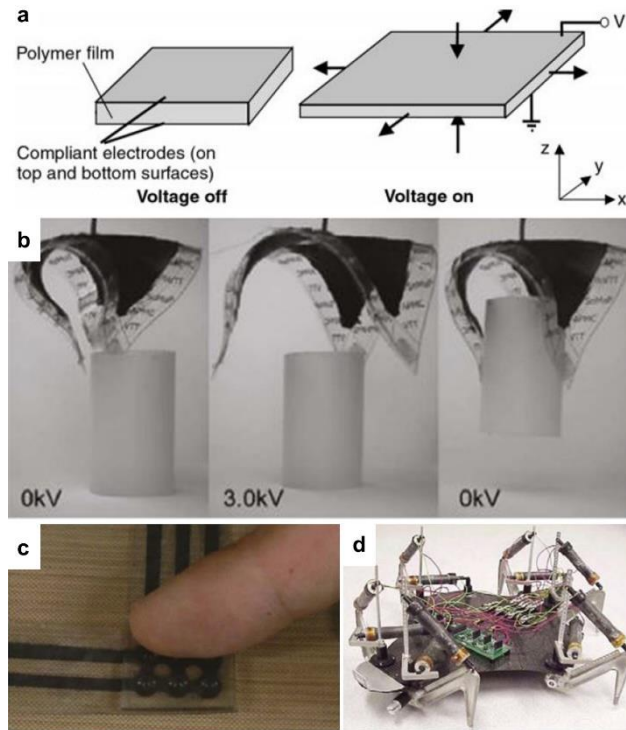 a
Polymer film
Compliant electrodes (on
top and bottom surfaces)
Voltage off
V
Voltage on
z
y
x
b
0kV
3.0kV
0kV
c
d